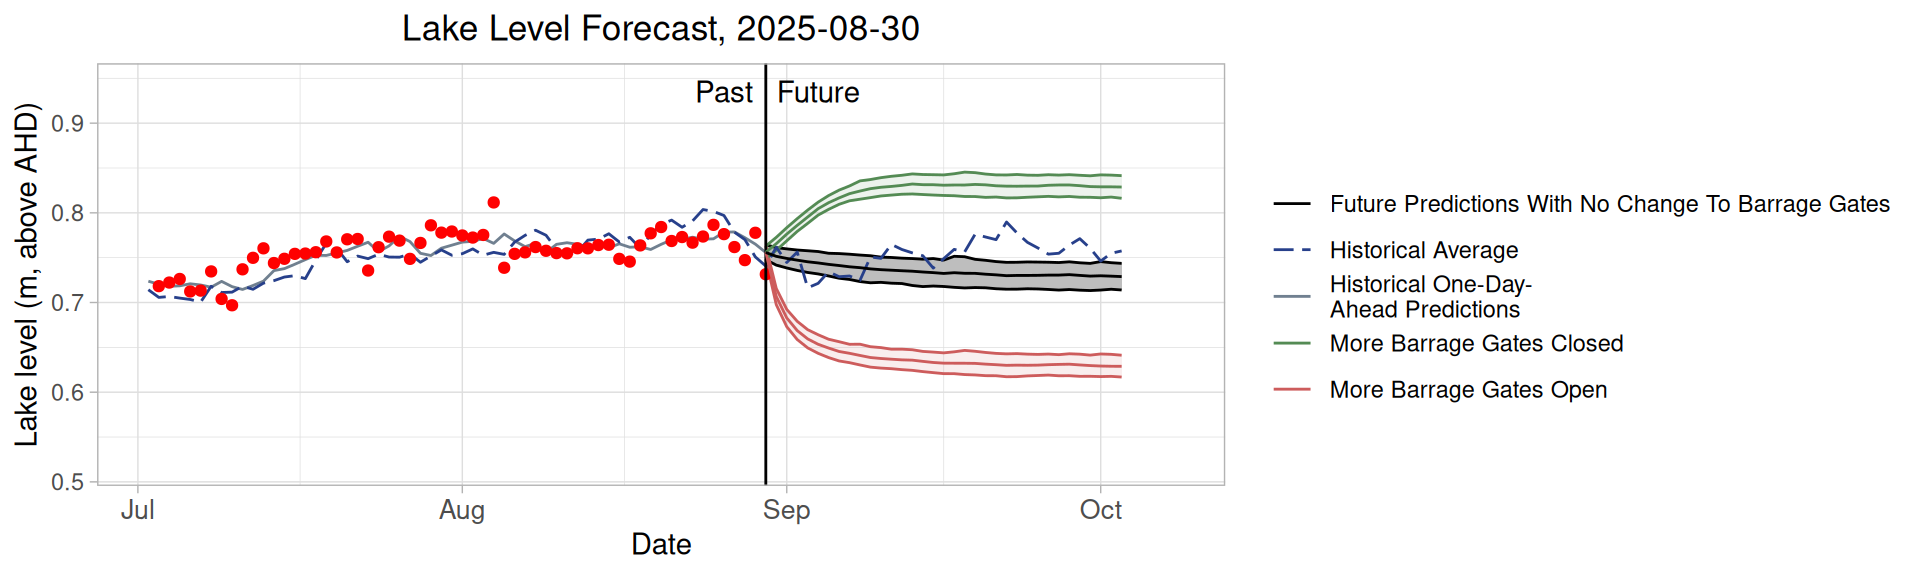 Lake Level Forecast, 2025-08-30
Past
Future
Lake level (m, above AHD)
0.9
0.8
0.7
0.6
0.5
Jul
Aug
Sep
Oct
Date
Future Predictions With No Change To Barrage Gates
Historical Average
Historical One-Day-
Ahead Predictions
More Barrage Gates Closed
More Barrage Gates Open